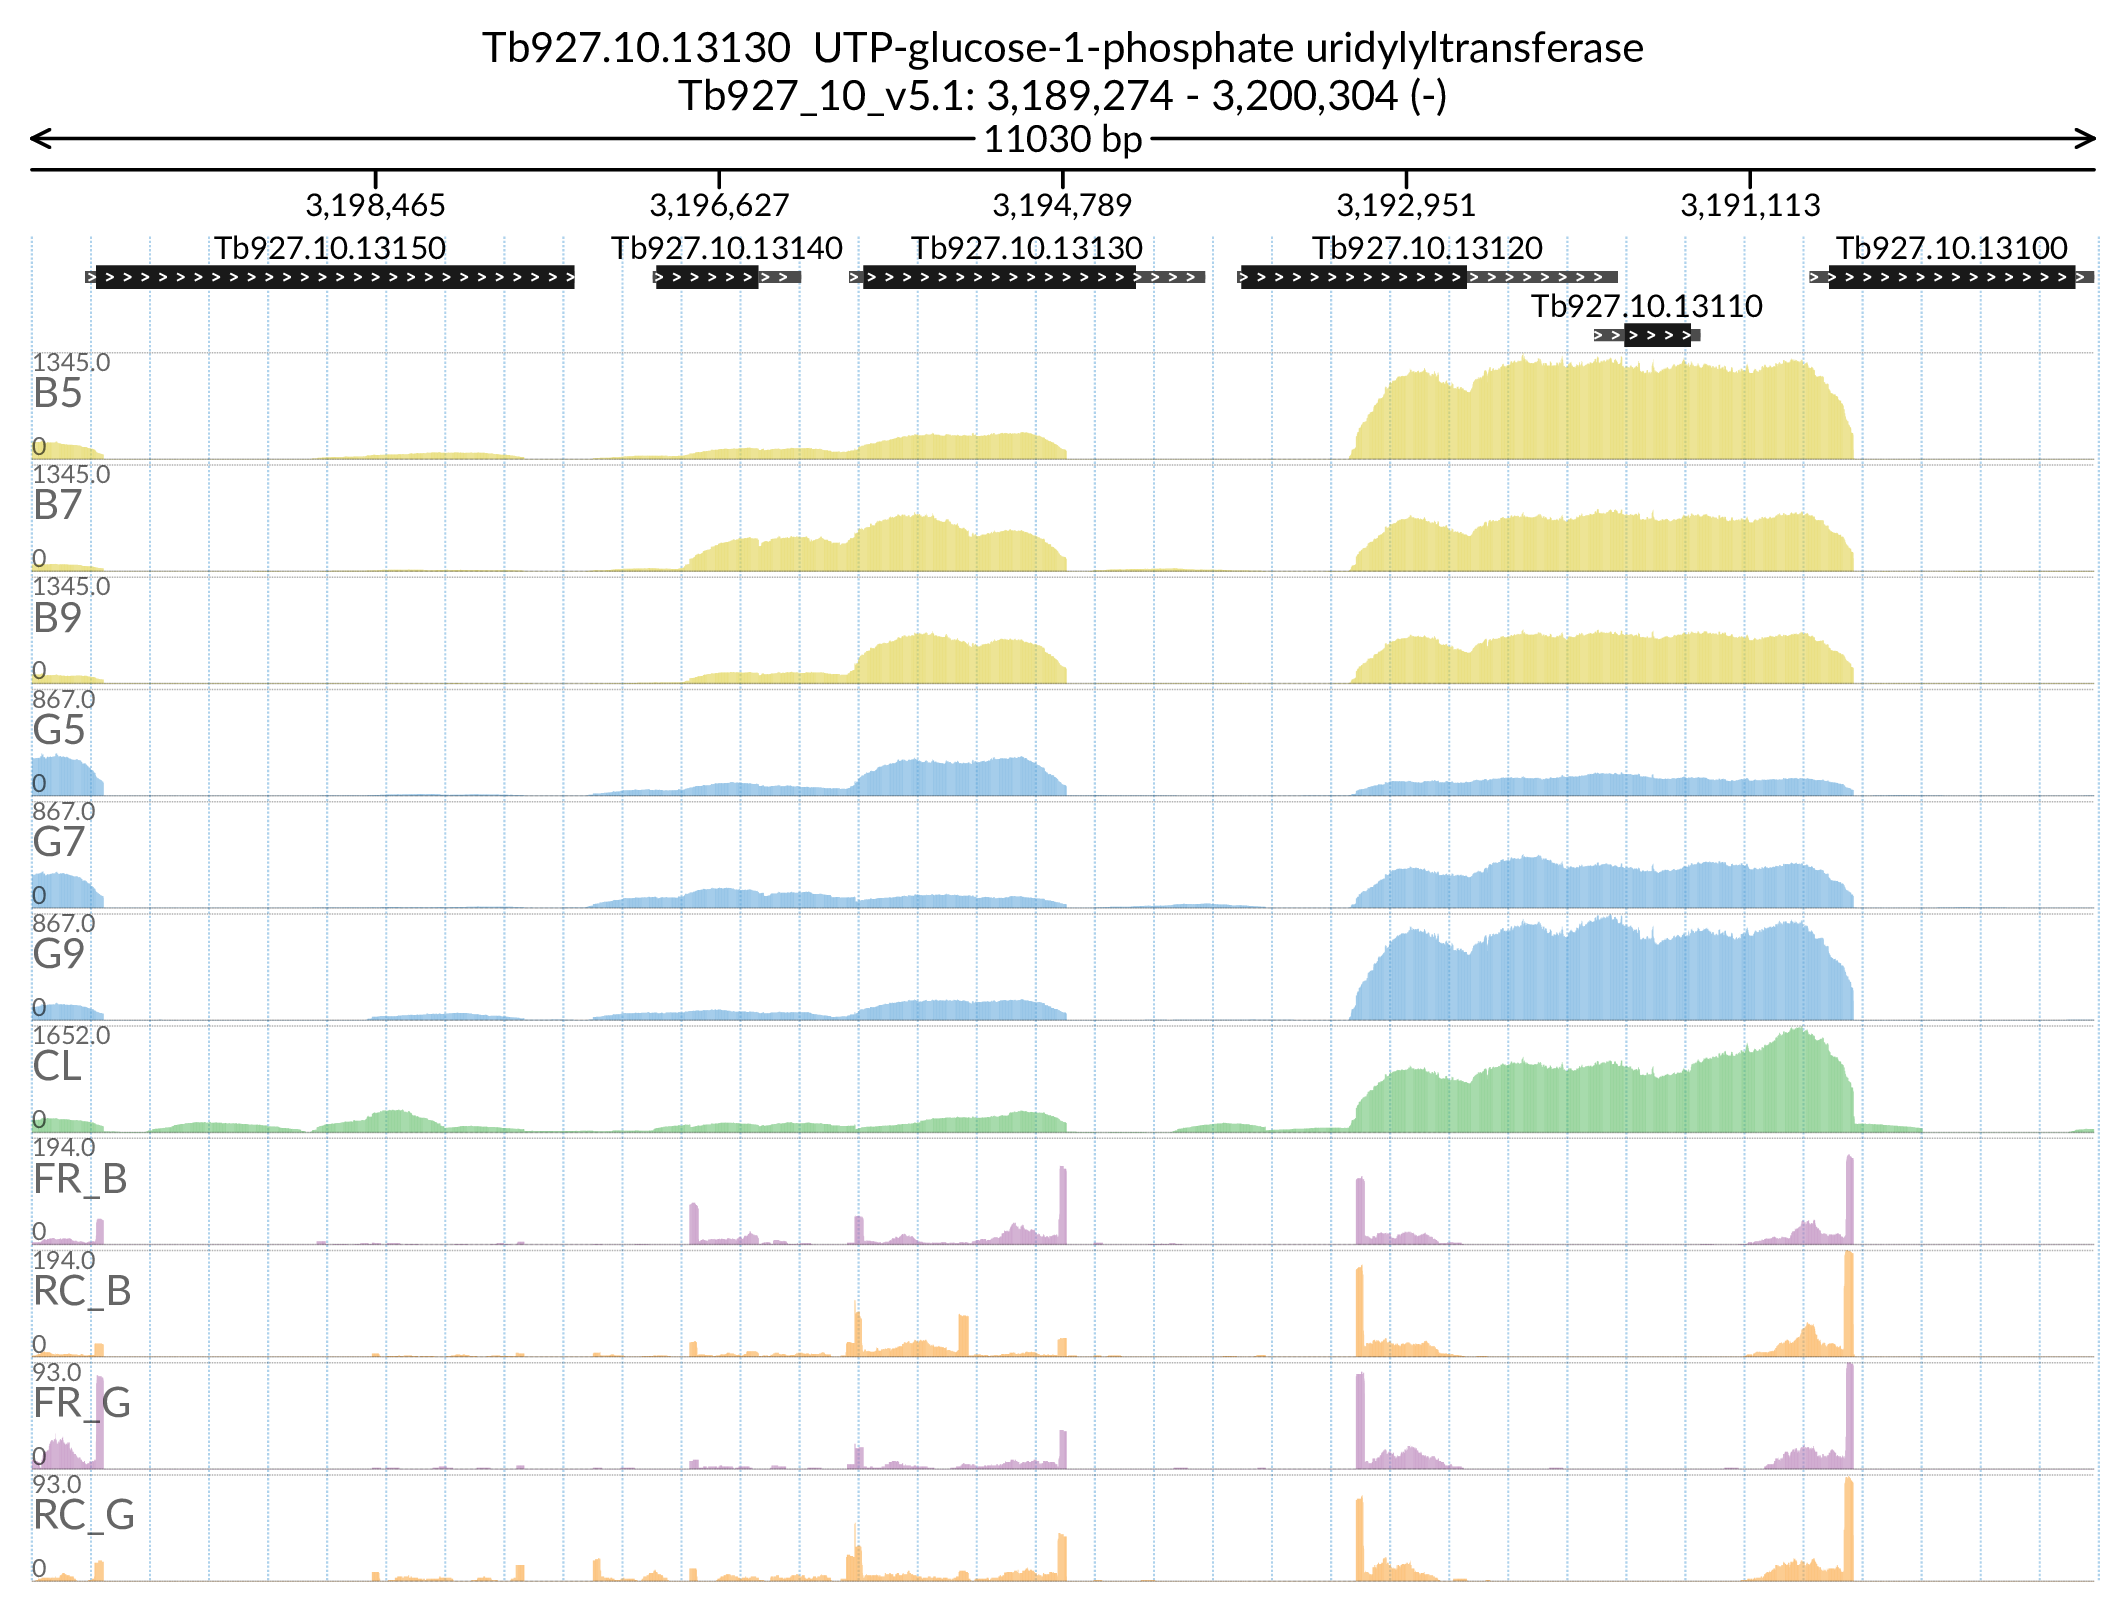 Tb927.10.13130  UTP-glucose-1-phosphate uridylyltransferase
Tb927_10_v5.1: 3,189,274 - 3,200,304 (-)
11030 bp
3,198,465 3,196,627 3,194,789 3,192,951 3,191,113
Tb927.10.13150 Tb927.10.13140 Tb927.10.13130 Tb927.10.13120 Tb927.10.13100
Tb927.10.13110
1345.0
B5
0
1345.0
B7
0
1345.0
B9
0
867.0
G5
0
867.0
G7
0
867.0
G9
0
1652.0
CL
0
194.0
FR_B
0
194.0
RC_B
0
93.0
FR_G
0
93.0
RC_G
0